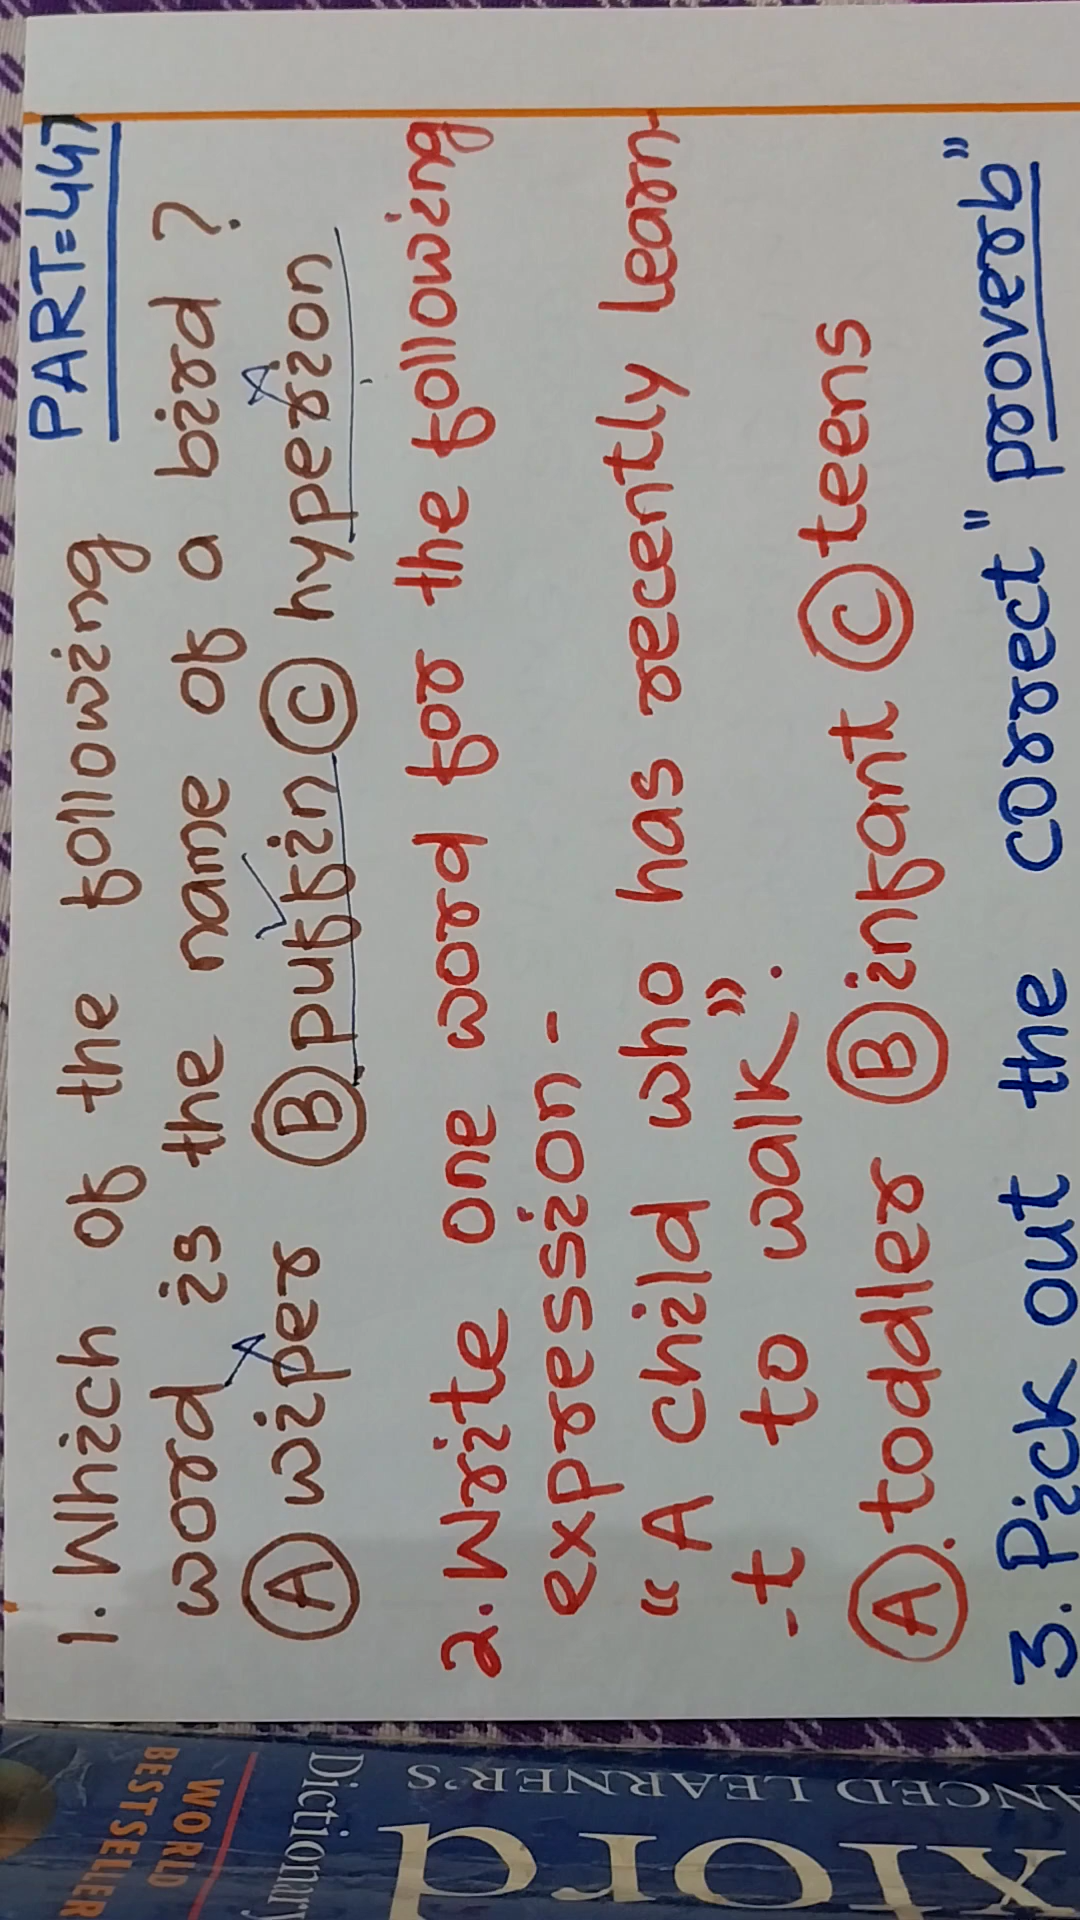 PART=447
1. Which of the following
word is the name of a bird ?
A wiper B puffin C hyperion
2. Write one word for the following
expression -
"A child who has recently learn-
-t to walk".
A toddler B infant C teens
3. Pick out the correct "proverb"
WORLD
BESTSELLER
Dictionary
ANCED LEARNER'S
xford